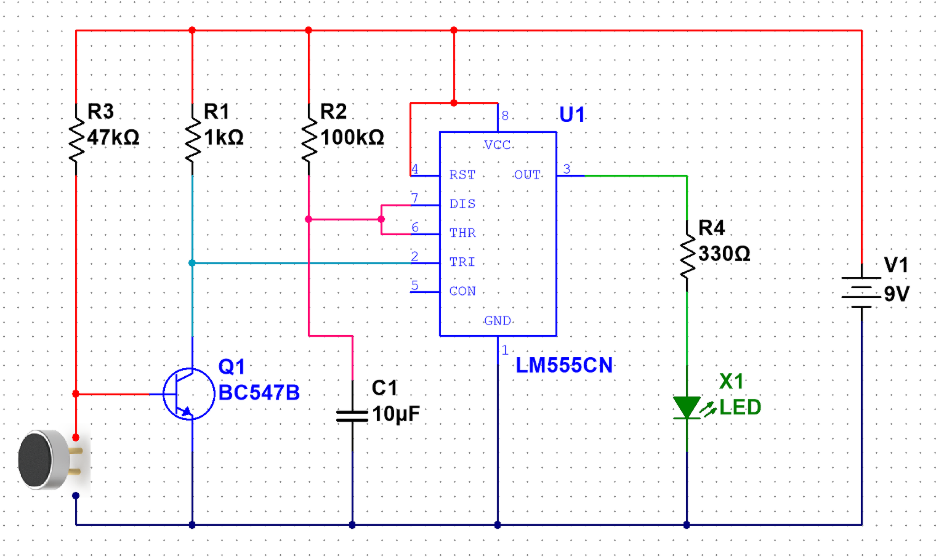 R3
47kΩ
R1
1kΩ
R2
100kΩ
U1
8
VCC
4
RST
OUT
3
7
DIS
6
THR
2
TRI
5
CON
GND
1
LM555CN
R4
330Ω
V1
9V
Q1
BC547B
C1
10µF
X1
LED